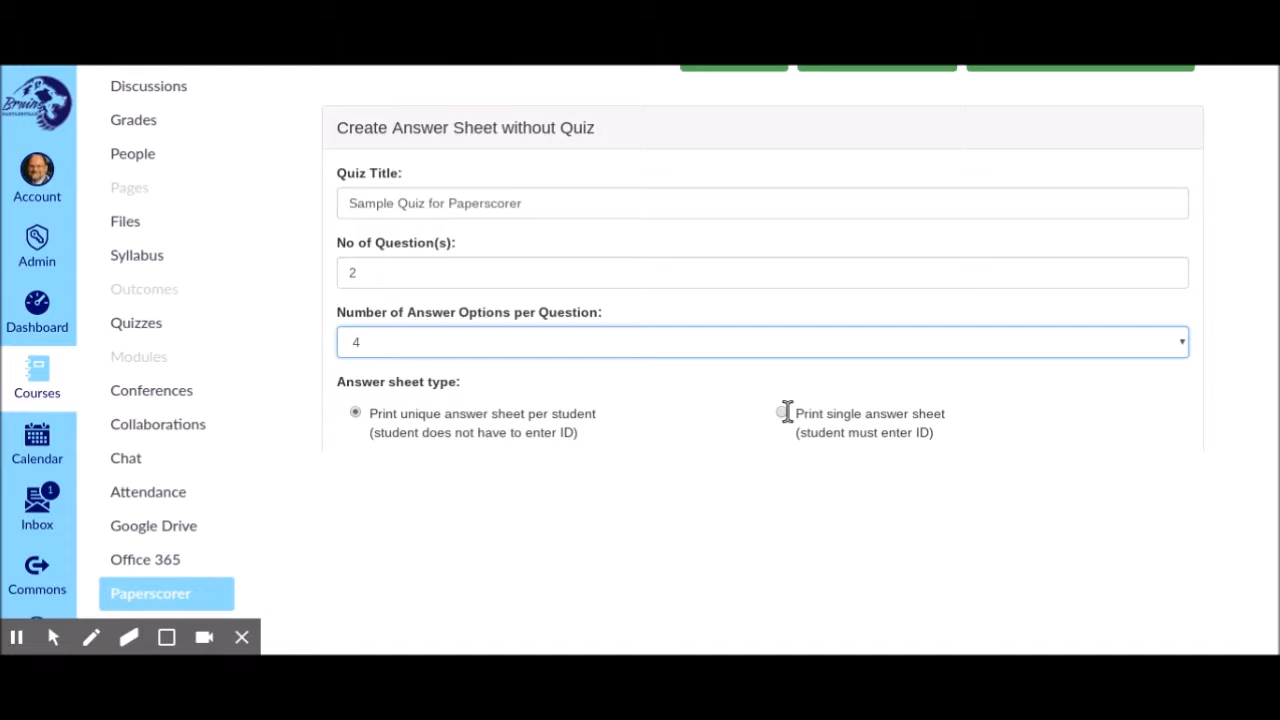 Bruins
Account
Admin
Dashboard
Courses
Calendar
1
Inbox
Commons
Discussions
Grades
People
Pages
Files
Syllabus
Outcomes
Quizzes
Modules
Conferences
Collaborations
Chat
Attendance
Google Drive
Office 365
Paperscorer
Create Answer Sheet without Quiz
Quiz Title:
Sample Quiz for Paperscorer
No of Question(s):
2
Number of Answer Options per Question:
4
Answer sheet type:
Print unique answer sheet per student
(student does not have to enter ID)
Print single answer sheet
(student must enter ID)